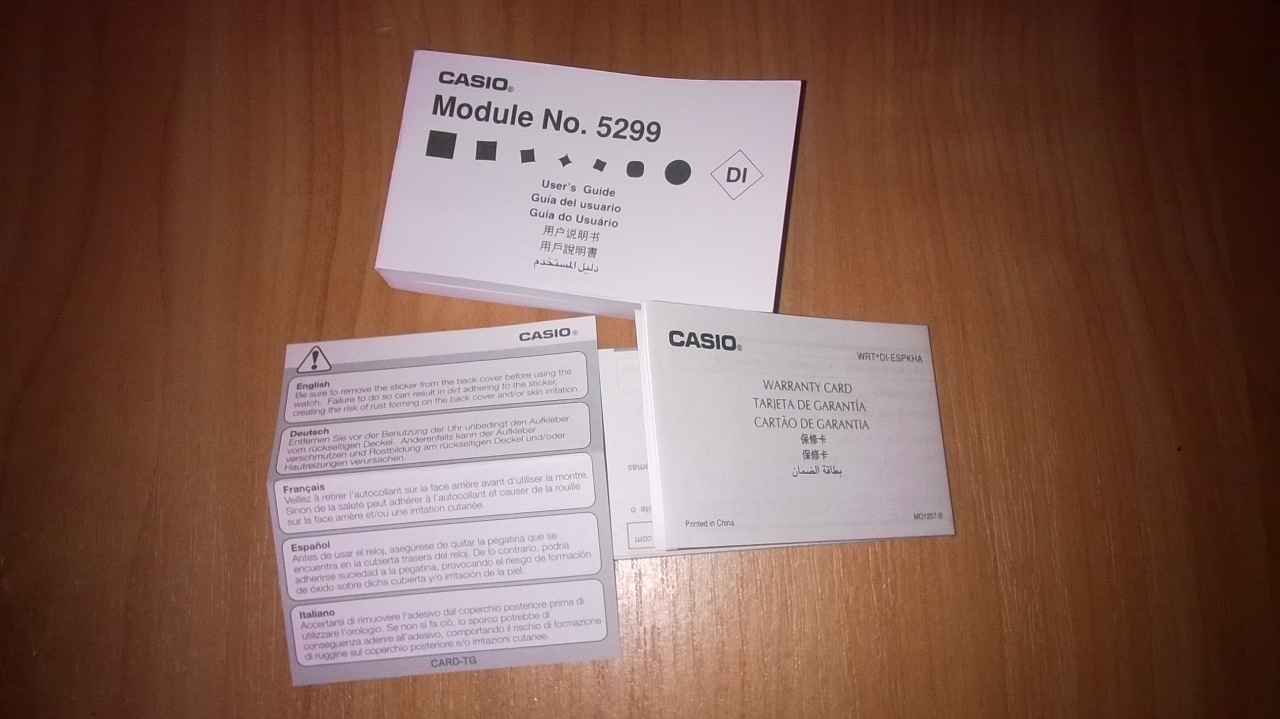 CASIO®
Module No. 5299
DI
User's Guide
Guía del usuario
Guia do Usuário
用户说明书
用戶說明書
دليل المستخدم
CASIO®
English
Be sure to remove the sticker from the back cover before using the
watch. Failure to do so can result in dirt adhering to the sticker,
creating the risk of rust forming on the back cover and/or skin irritation.
Deutsch
Entfernen Sie vor der Benutzung der Uhr unbedingt den Aufkleber
vom rückseitigen Deckel. Anderenfalls kann der Aufkleber
verschmutzen und Rostbildung am rückseitigen Deckel und/oder
Hautreizungen verursachen.
Français
Veillez à retirer l'autocollant sur la face arrière avant d'utiliser la montre.
Sinon de la saleté peut adhérer à l'autocollant et causer de la rouille
sur la face arrière et/ou une irritation cutanée.
Español
Antes de usar el reloj, asegúrese de quitar la pegatina que se
encuentra en la cubierta trasera del reloj. De lo contrario, podría
adherirse suciedad a la pegatina, provocando el riesgo de formación
de óxido sobre dicha cubierta y/o irritación de la piel.
Italiano
Accertarsi di rimuovere l'adesivo dal coperchio posteriore prima di
utilizzare l'orologio. Se non si fa ciò, lo sporco potrebbe di
conseguenza aderire all'adesivo, comportando il rischio di formazione
di ruggine sul coperchio posteriore e/o irritazioni cutanee.
CARD-TG
CASIO®
WRT*DI-ESPKHA
WARRANTY CARD
TARJETA DE GARANTÍA
CARTÃO DE GARANTIA
保修卡
保修卡
بطاقة الضمان
Printed in China
MO1207-B
com